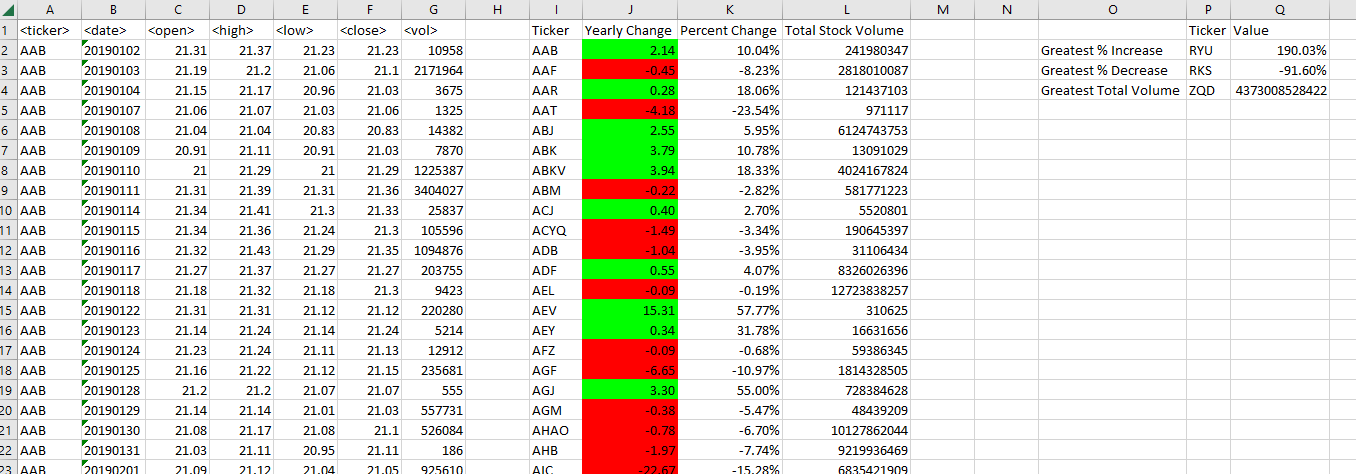 A B C D E F G H I J K L M N O P Q
1 <ticker> <date> <open> <high> <low> <close> <vol> Ticker Yearly Change Percent Change Total Stock Volume Ticker Value
2 AAB 20190102 21.31 21.37 21.23 21.23 10958 AAB 2.14 10.04% 241980347 Greatest % Increase RYU 190.03%
3 AAB 20190103 21.19 21.2 21.06 21.1 2171964 AAF -0.45 -8.23% 2818010087 Greatest % Decrease RKS -91.60%
4 AAB 20190104 21.15 21.17 20.96 21.03 3675 AAR 0.28 18.06% 121437103 Greatest Total Volume ZQD 4373008528422
5 AAB 20190107 21.06 21.07 21.03 21.06 1325 AAT -4.18 -23.54% 971117
6 AAB 20190108 21.04 21.04 20.83 20.83 14382 ABJ 2.55 5.95% 6124743753
7 AAB 20190109 20.91 21.11 20.91 21.03 7870 ABK 3.79 10.78% 13091029
8 AAB 20190110 21 21.29 21 21.29 1225387 ABKV 3.94 18.33% 4024167824
9 AAB 20190111 21.31 21.39 21.31 21.36 3404027 ABM -0.22 -2.82% 581771223
10 AAB 20190114 21.34 21.41 21.3 21.33 25837 ACJ 0.40 2.70% 5520801
11 AAB 20190115 21.34 21.36 21.24 21.3 105596 ACYQ -1.49 -3.34% 190645397
12 AAB 20190116 21.32 21.43 21.29 21.35 1094876 ADB -1.04 -3.95% 31106434
13 AAB 20190117 21.27 21.37 21.27 21.27 203755 ADF 0.55 4.07% 8326026396
14 AAB 20190118 21.18 21.32 21.18 21.3 9423 AEL -0.09 -0.19% 12723838257
15 AAB 20190122 21.31 21.31 21.12 21.12 220280 AEV 15.31 57.77% 310625
16 AAB 20190123 21.14 21.24 21.14 21.24 5214 AEY 0.34 31.78% 16631656
17 AAB 20190124 21.23 21.24 21.11 21.13 12912 AFZ -0.09 -0.68% 59386345
18 AAB 20190125 21.16 21.22 21.12 21.15 235681 AGF -6.65 -10.97% 1814328505
19 AAB 20190128 21.2 21.2 21.07 21.07 555 AGJ 3.30 55.00% 728384628
20 AAB 20190129 21.14 21.14 21.01 21.03 557731 AGM -0.38 -5.47% 48439209
21 AAB 20190130 21.08 21.17 21.08 21.1 526084 AHAO -0.78 -6.70% 10127862044
22 AAB 20190131 21.03 21.11 20.95 21.11 186 AHB -1.97 -7.74% 9219936469
23 AAB 20190201 21.09 21.12 21.04 21.05 925610 AIC -22.67 -15.28% 6835421909